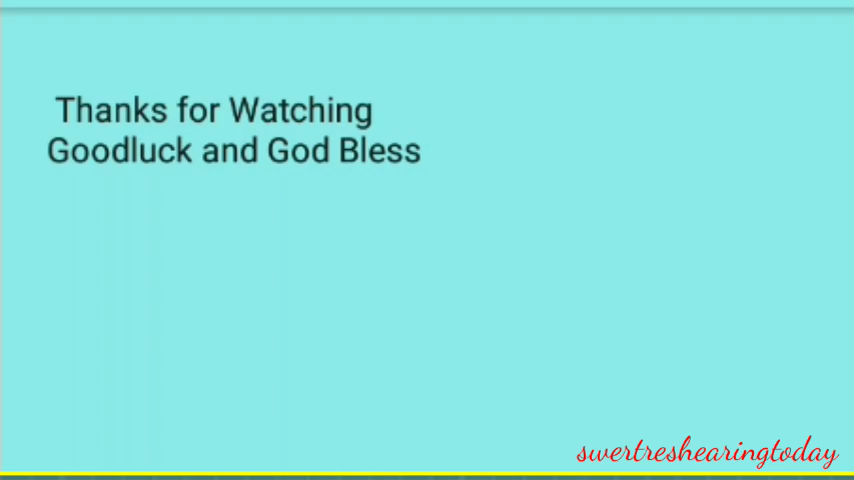 Thanks for Watching
Goodluck and God Bless
swertreshearingtoday